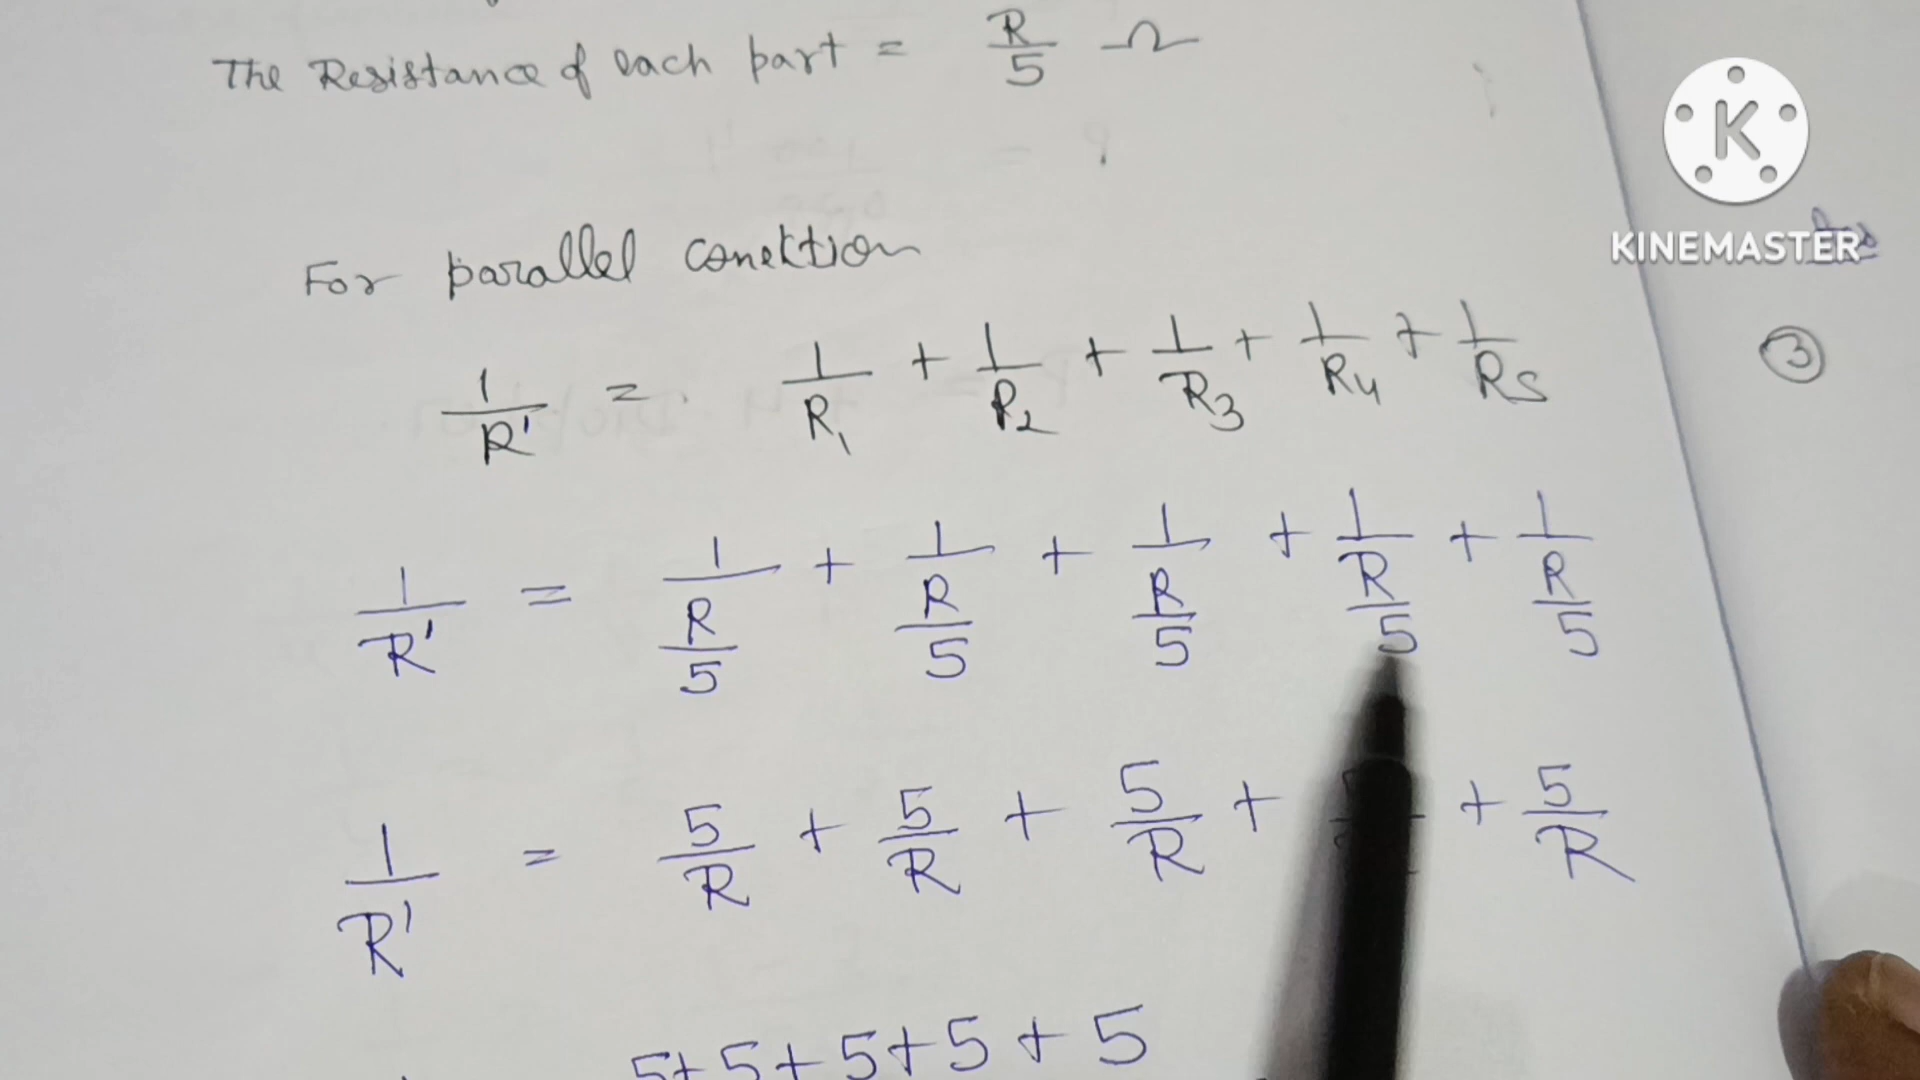 The Resistance of each part = R/5 Ω
K
KINEMASTER
For parallel conektion
1/R' = 1/R1 + 1/R2 + 1/R3 + 1/R4 + 1/R5
3
1/R' = 1/(R/5) + 1/(R/5) + 1/(R/5) + 1/(R/5) + 1/(R/5)
1/R' = 5/R + 5/R + 5/R + + 5/R
5+5+5+5+5